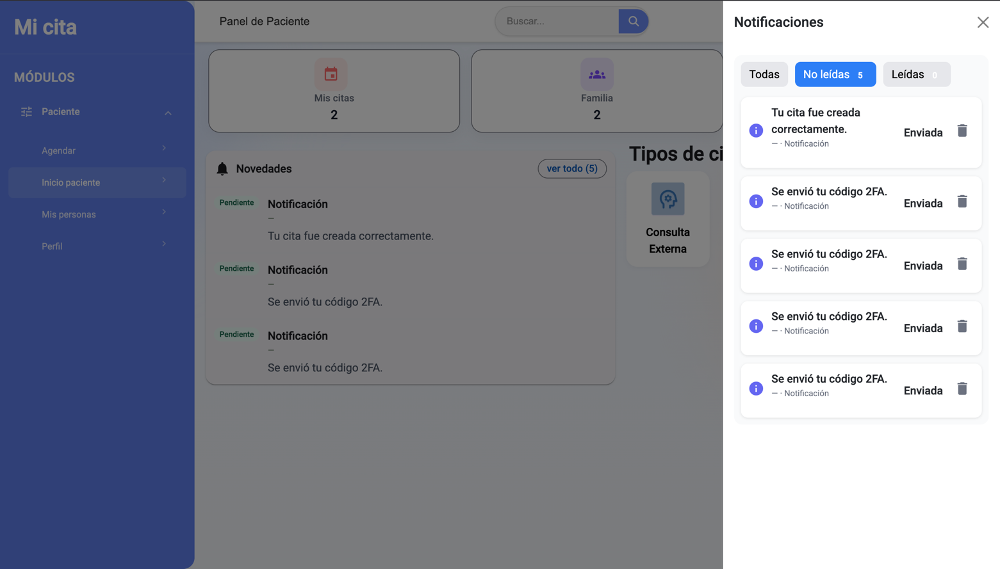 Mi cita
MÓDULOS
Paciente
Agendar
Inicio paciente
Mis personas
Perfil
Panel de Paciente
Buscar...
Mis citas
2
Familia
2
Novedades
ver todo (5)
Pendiente
Notificación
—
Tu cita fue creada correctamente.
Pendiente
Notificación
—
Se envió tu código 2FA.
Pendiente
Notificación
—
Se envió tu código 2FA.
Tipos de ci
Consulta
Externa
Notificaciones
Todas
No leídas 5
Leídas 0
Tu cita fue creada
correctamente.
— · Notificación
Enviada
Se envió tu código 2FA.
— · Notificación
Enviada
Se envió tu código 2FA.
— · Notificación
Enviada
Se envió tu código 2FA.
— · Notificación
Enviada
Se envió tu código 2FA.
— · Notificación
Enviada